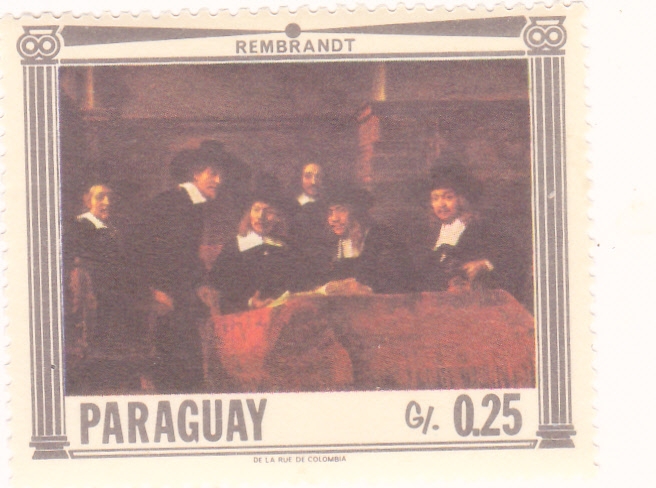 REMBRANDT
PARAGUAY G/. 0.25
DE LA RUE DE COLOMBIA